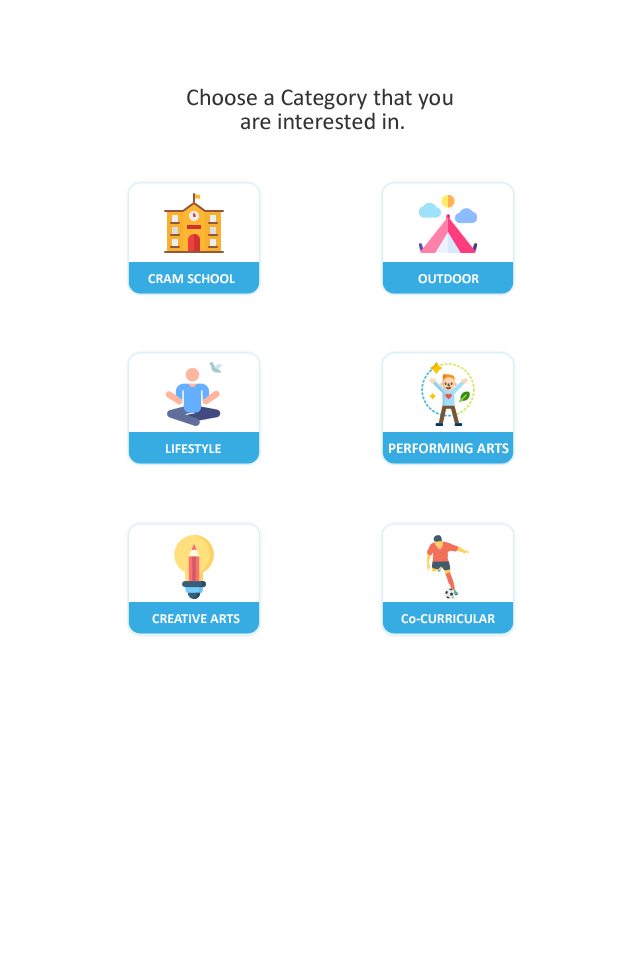 Choose a Category that you
are interested in.
CRAM SCHOOL
OUTDOOR
LIFESTYLE
PERFORMING ARTS
CREATIVE ARTS
Co-CURRICULAR